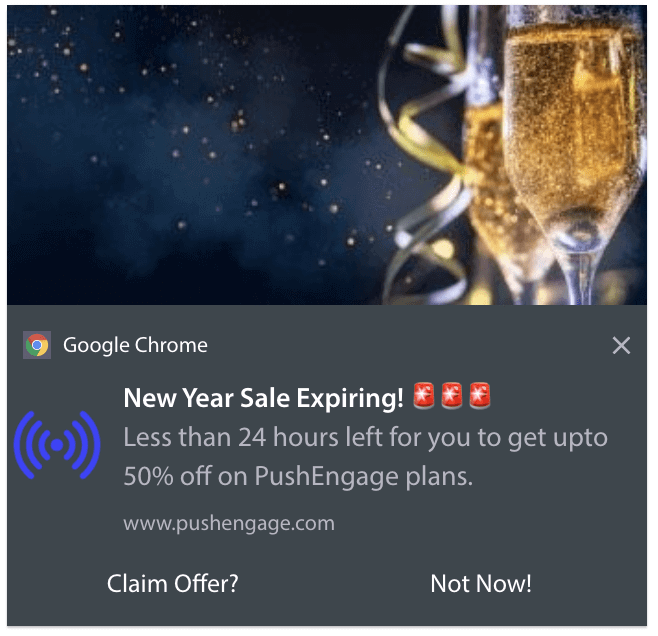 Google Chrome
New Year Sale Expiring! 🚨🚨🚨
Less than 24 hours left for you to get upto
50% off on PushEngage plans.
www.pushengage.com
Claim Offer? Not Now!